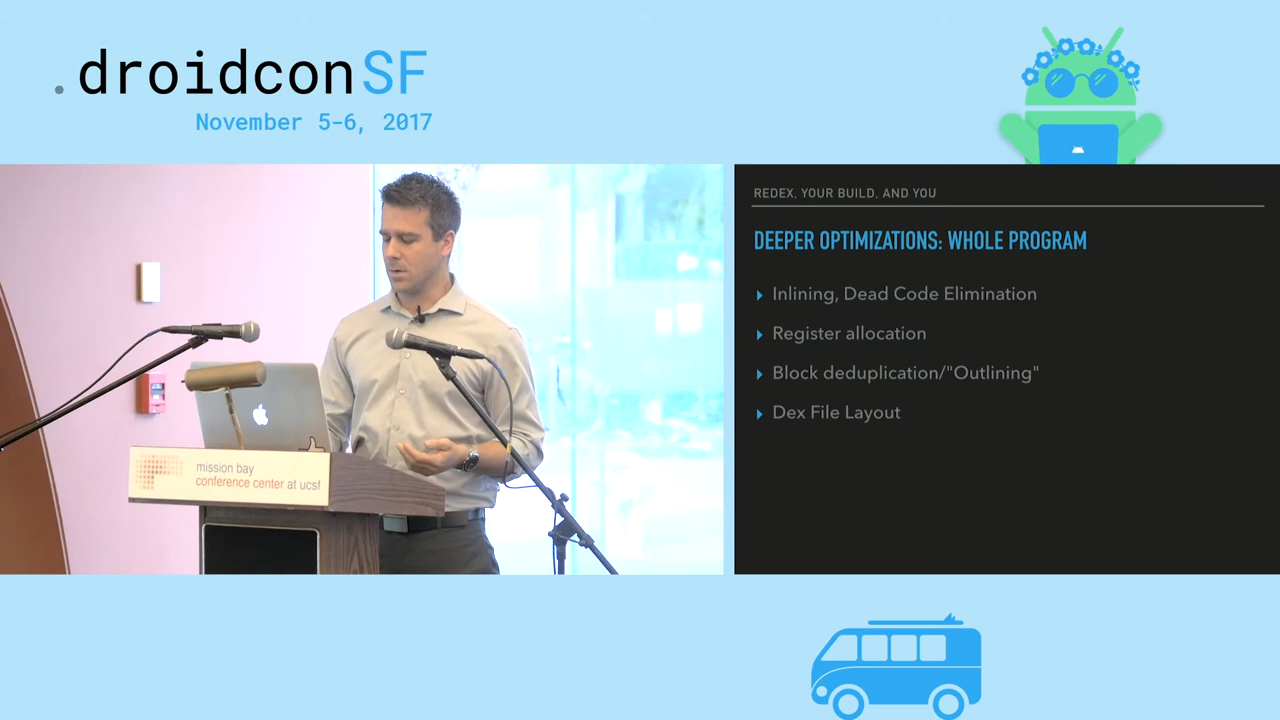 .droidconSF
November 5-6, 2017
REDEX, YOUR BUILD, AND YOU
DEEPER OPTIMIZATIONS: WHOLE PROGRAM
Inlining, Dead Code Elimination
Register allocation
Block deduplication/"Outlining"
Dex File Layout
mission bay
conference center at ucsf